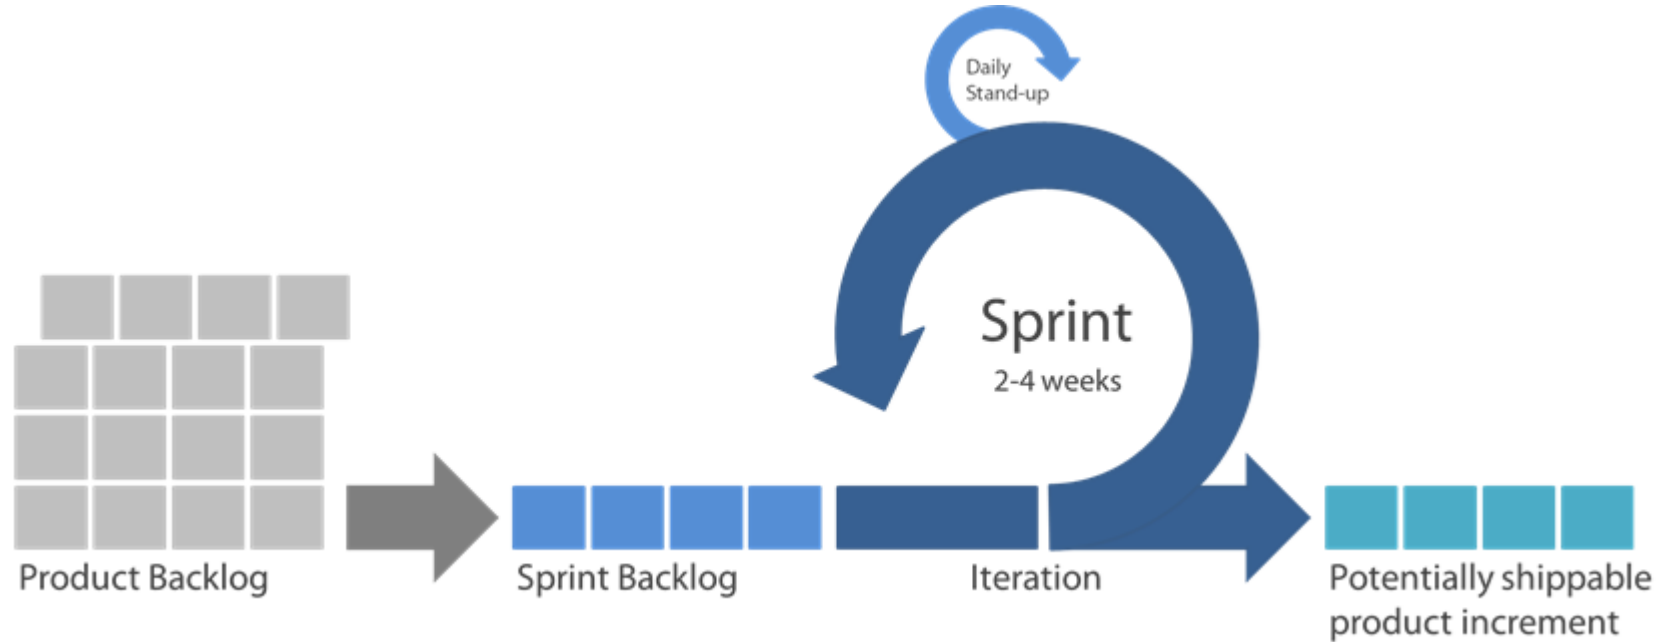 Daily
Stand-up
Sprint
2-4 weeks
Product Backlog
Sprint Backlog
Iteration
Potentially shippable
product increment